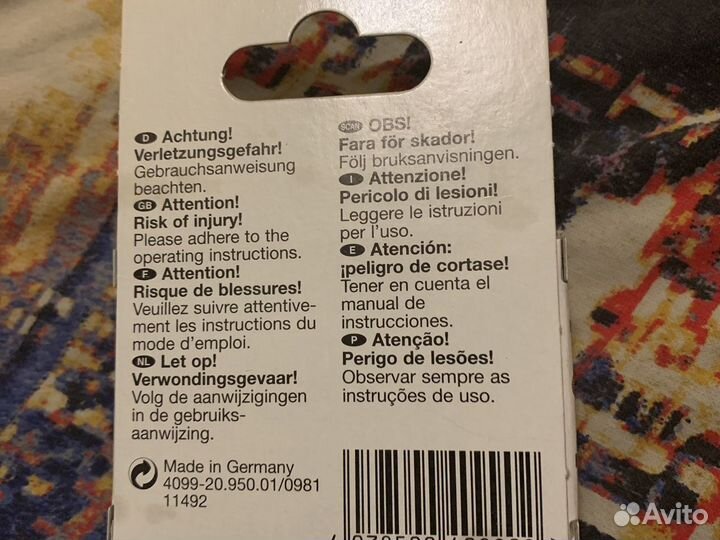 D Achtung!
Verletzungsgefahr!
Gebrauchsanweisung
beachten.
GB Attention!
Risk of injury!
Please adhere to the
operating instructions.
F Attention!
Risque de blessures!
Veuillez suivre attentive-
ment les instructions du
mode d'emploi.
NL Let op!
Verwondingsgevaar!
Volg de aanwijzigingen
in de gebruiks-
aanwijzing.
SCAN OBS!
Fara för skador!
Följ bruksanvisningen.
I Attenzione!
Pericolo di lesioni!
Leggere le istruzioni
per l'uso.
E Atención:
¡peligro de cortase!
Tener en cuenta el
manual de
instrucciones.
P Atenção!
Perigo de lesões!
Observar sempre as
instruções de uso.
Made in Germany
4099-20.950.01/0981
11492
Avito